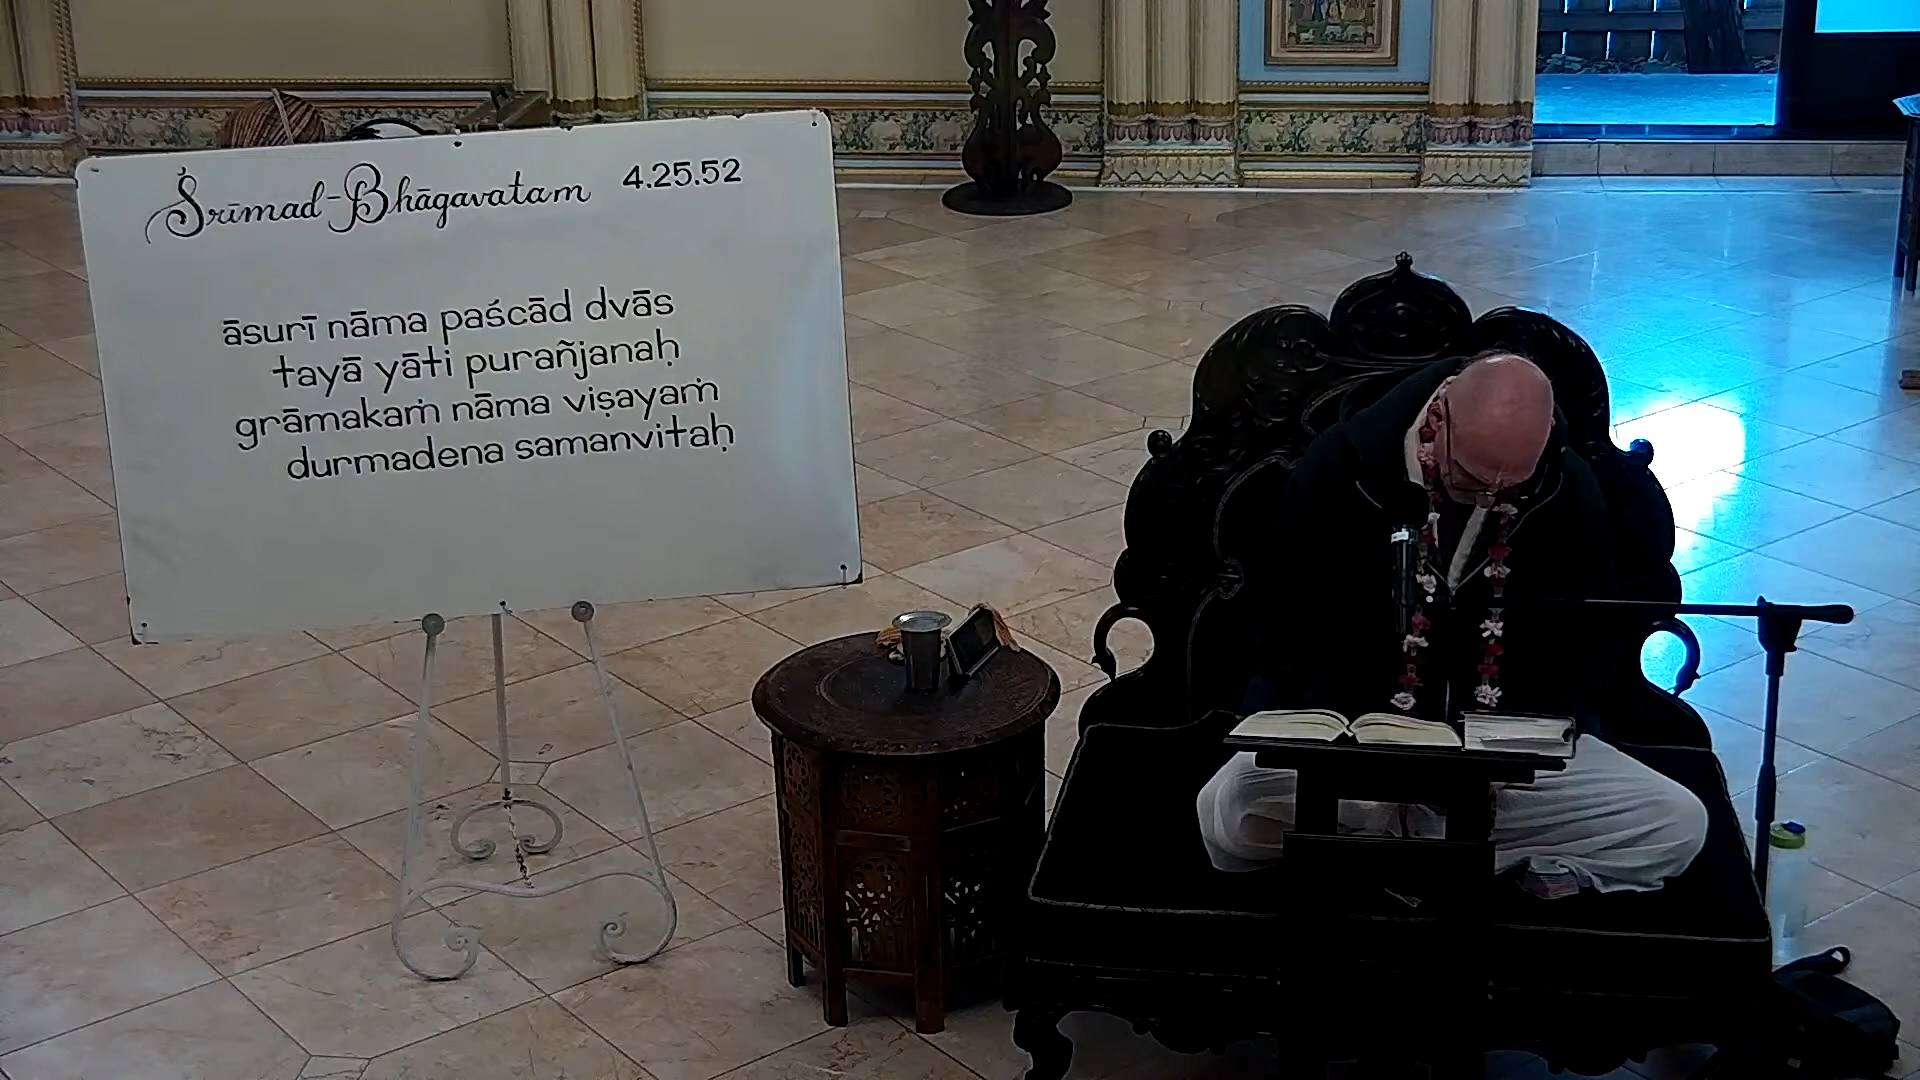 Śrīmad-Bhāgavatam 4.25.52
āsurī nāma paścād dvās
tayā yāti purañjanaḥ
grāmakaṁ nāma viṣayaṁ
durmadena samanvitaḥ